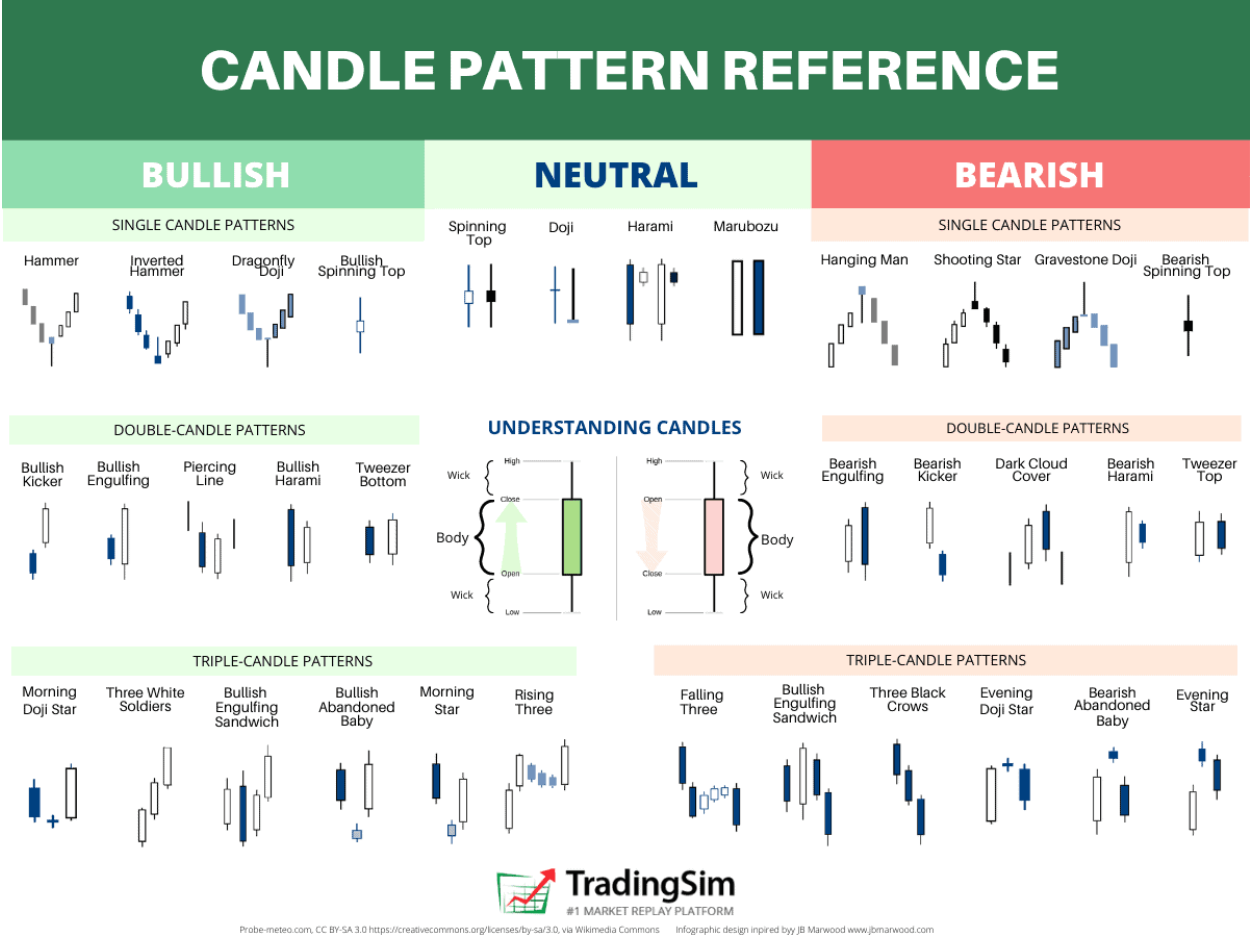 CANDLE PATTERN REFERENCE
BULLISH
NEUTRAL
BEARISH
SINGLE CANDLE PATTERNS
Hammer
Inverted
Hammer
Dragonfly
Doji
Bullish
Spinning Top
Spinning
Top
Doji
Harami
Marubozu
SINGLE CANDLE PATTERNS
Hanging Man
Shooting Star
Gravestone Doji
Bearish
Spinning Top
DOUBLE-CANDLE PATTERNS
Bullish
Kicker
Bullish
Engulfing
Piercing
Line
Bullish
Harami
Tweezer
Bottom
UNDERSTANDING CANDLES
High
Wick
Close
Body
Open
Wick
Low
High
Wick
Open
Body
Close
Wick
Low
DOUBLE-CANDLE PATTERNS
Bearish
Engulfing
Bearish
Kicker
Dark Cloud
Cover
Bearish
Harami
Tweezer
Top
TRIPLE-CANDLE PATTERNS
Morning
Doji Star
Three White
Soldiers
Bullish
Engulfing
Sandwich
Bullish
Abandoned
Baby
Morning
Star
Rising
Three
TRIPLE-CANDLE PATTERNS
Falling
Three
Bullish
Engulfing
Sandwich
Three Black
Crows
Evening
Doji Star
Bearish
Abandoned
Baby
Evening
Star
TradingSim
#1 MARKET REPLAY PLATFORM
Probe-meteo.com, CC BY-SA 3.0 https://creativecommons.org/licenses/by-sa/3.0, via Wikimedia Commons
Infographic design inpired byy JB Marwood www.jbmarwood.com